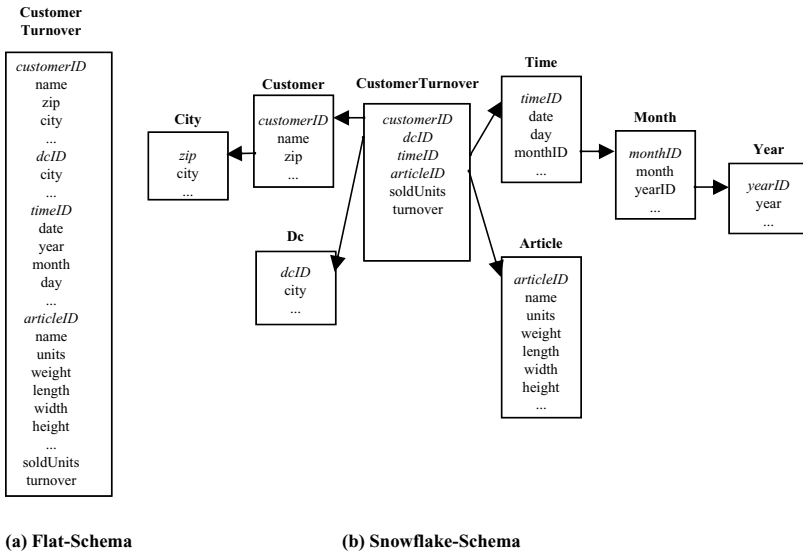 Customer
Turnover
customerID
name
zip
city
...
dcID
city
...
timeID
date
year
month
day
...
articleID
name
units
weight
length
width
height
...
soldUnits
turnover
City
zip
city
...
Customer
customerID
name
zip
...
CustomerTurnover
customerID
dcID
timeID
articleID
soldUnits
turnover
Time
timeID
date
day
monthID
...
Month
monthID
month
yearID
...
Year
yearID
year
...
Dc
dcID
city
...
Article
articleID
name
units
weight
length
width
height
...
(a) Flat-Schema
(b) Snowflake-Schema